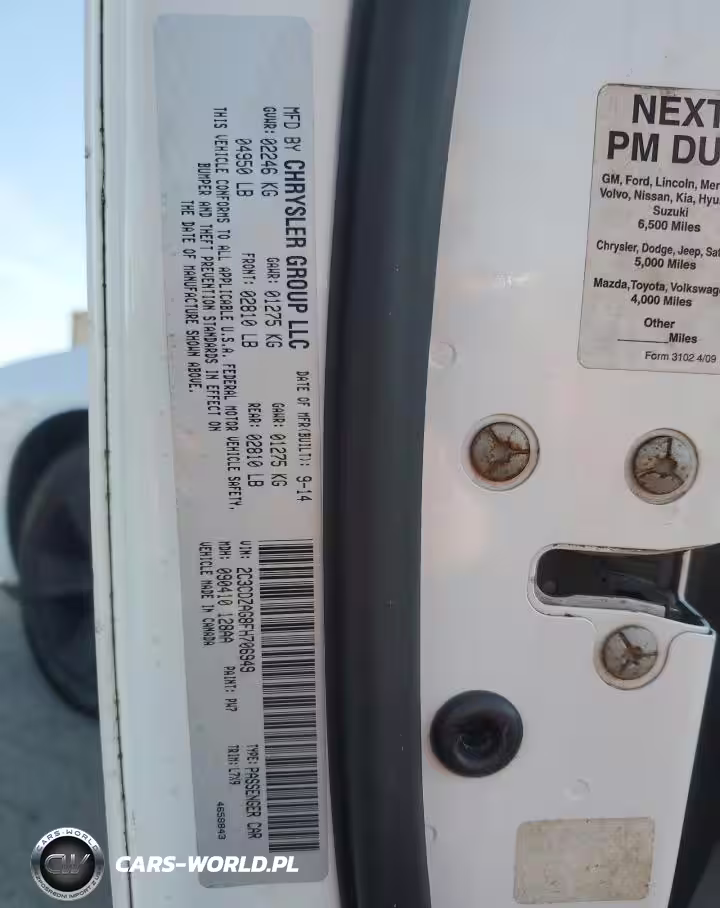 MFD BY CHRYSLER GROUP LLC
DATE OF MFR(BUILT): 9-14
GVWR: 02246 KG
GAWR: 01275 KG
GAWR: 01275 KG
04950 LB
FRONT: 02810 LB
REAR: 02810 LB
THIS VEHICLE CONFORMS TO ALL APPLICABLE U.S.A. FEDERAL MOTOR VEHICLE SAFETY,
BUMPER AND THEFT PREVENTION STANDARDS IN EFFECT ON
THE DATE OF MANUFACTURE SHOWN ABOVE.
VIN: 2C3CDZAG8FH706949
TYPE: PASSENGER CAR
MDH: 090410 128AA
PAINT: PW7
TRIM: L7X9
VEHICLE MADE IN CANADA
4658843
NEXT
PM DU
GM, Ford, Lincoln, Mer
Volvo, Nissan, Kia, Hyu
Suzuki
6,500 Miles
Chrysler, Dodge, Jeep, Sat
5,000 Miles
Mazda,Toyota, Volkswage
4,000 Miles
Other
______Miles
Form 3102 4/09
CARS-WORLD
CW
CARS-WORLD.PL